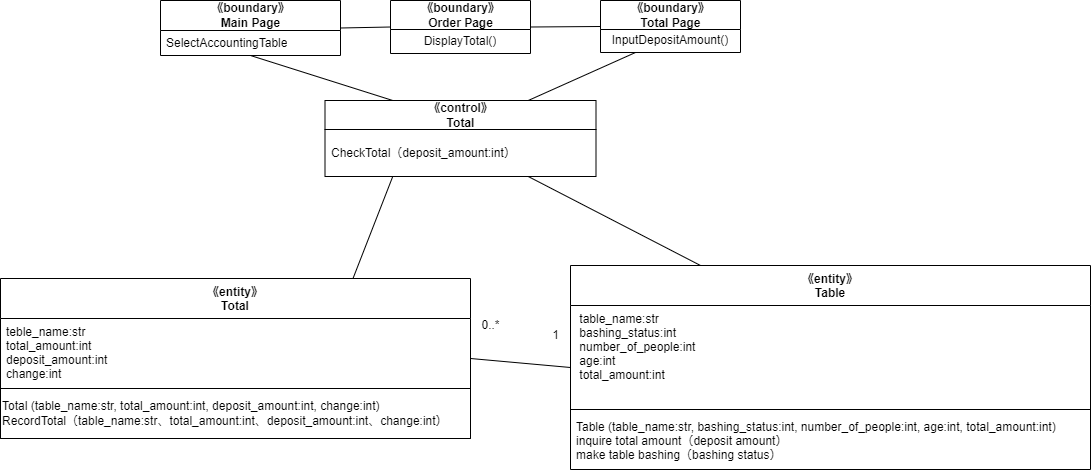 《boundary》
Main Page
SelectAccountingTable
《boundary》
Order Page
DisplayTotal()
《boundary》
Total Page
InputDepositAmount()
《control》
Total
CheckTotal（deposit_amount:int）
《entity》
Total
teble_name:str
total_amount:int
deposit_amount:int
change:int
Total (table_name:str, total_amount:int, deposit_amount:int, change:int)
RecordTotal（table_name:str、total_amount:int、deposit_amount:int、change:int）
0..*
1
《entity》
Table
table_name:str
bashing_status:int
number_of_people:int
age:int
total_amount:int
Table (table_name:str, bashing_status:int, number_of_people:int, age:int, total_amount:int)
inquire total amount（deposit amount）
make table bashing（bashing status）